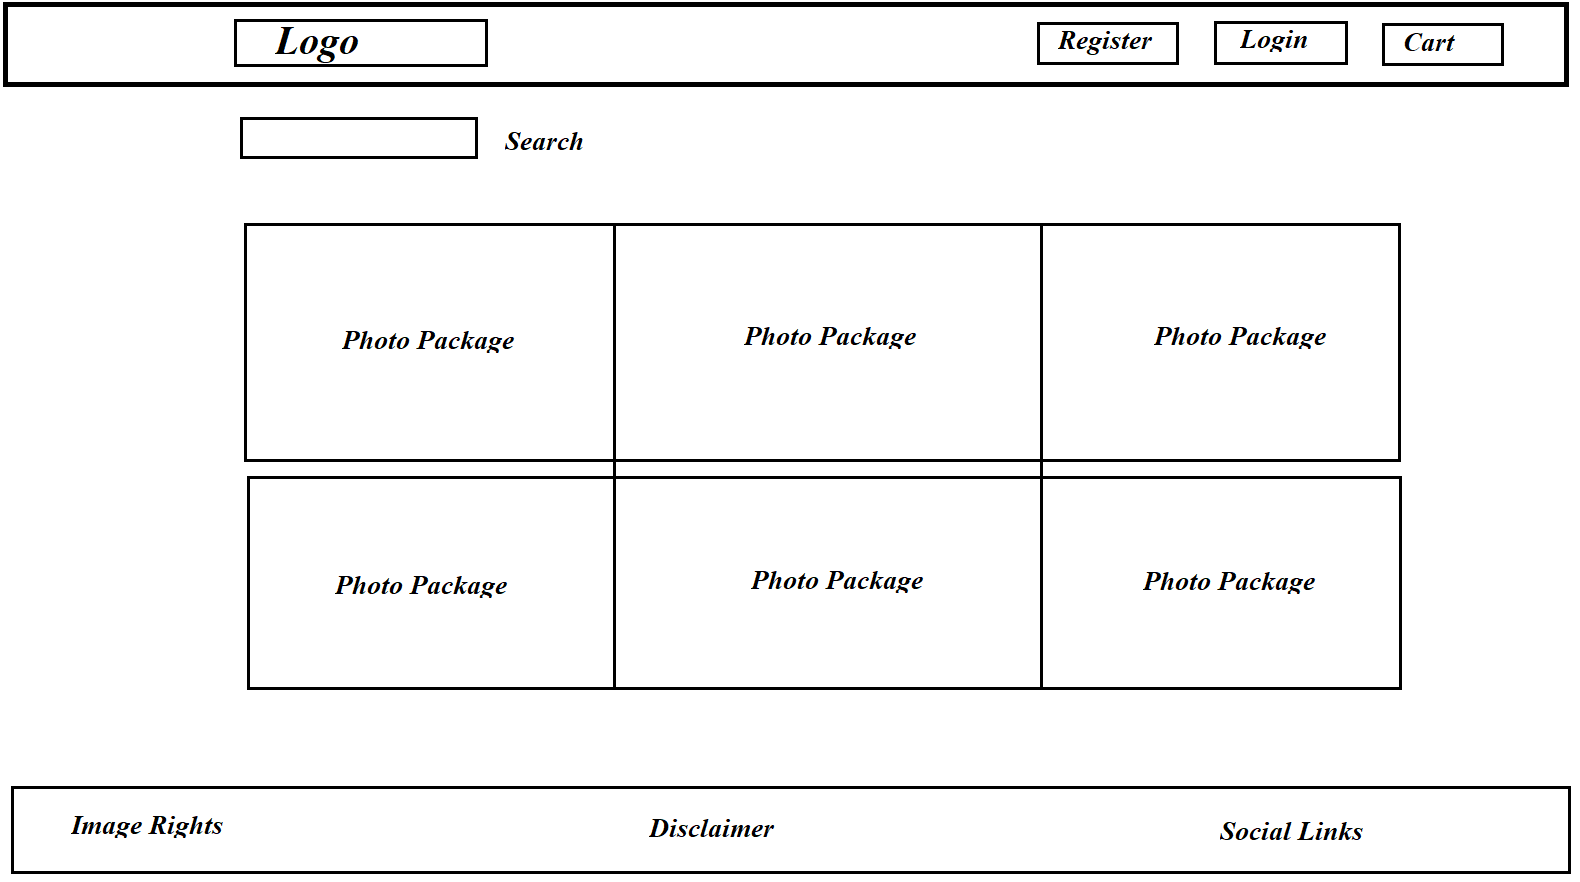 Logo
Register
Login
Cart
Search
Photo Package
Photo Package
Photo Package
Photo Package
Photo Package
Photo Package
Image Rights
Disclaimer
Social Links